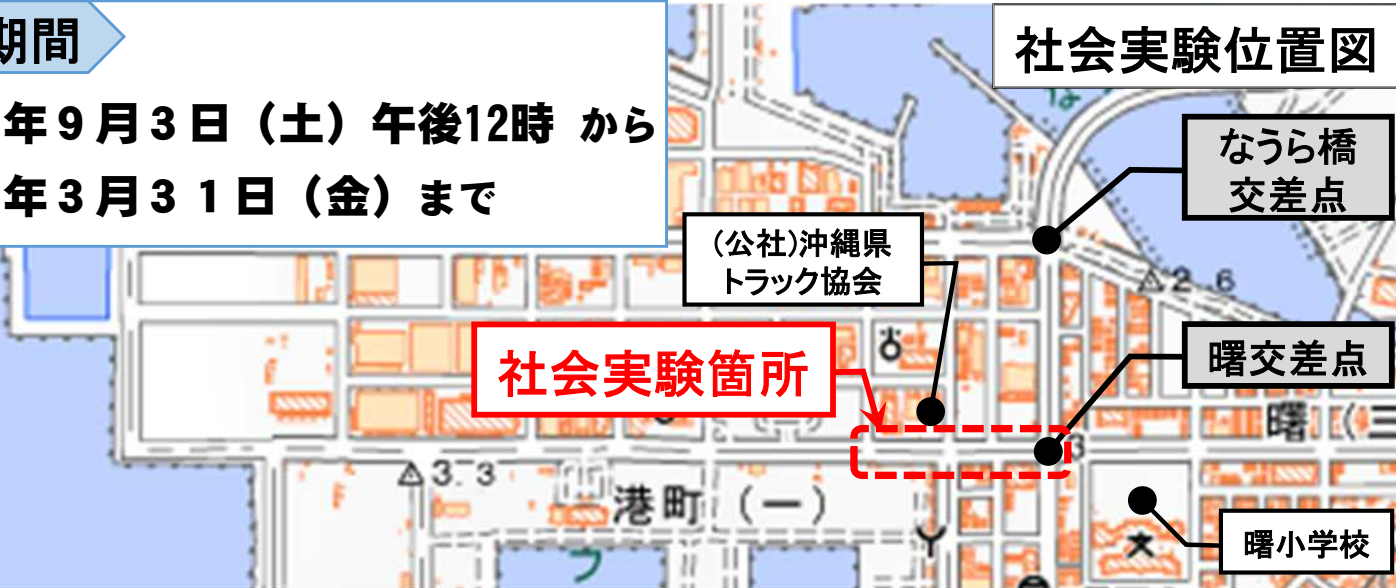 期間
年９月３日（土）午後12時 から
年３月３１日（金）まで
社会実験位置図
なうら橋
交差点
(公社)沖縄県
トラック協会
2.6
社会実験箇所
曙交差点
曙（三
3
3.3
港町（一）
フ
曙小学校